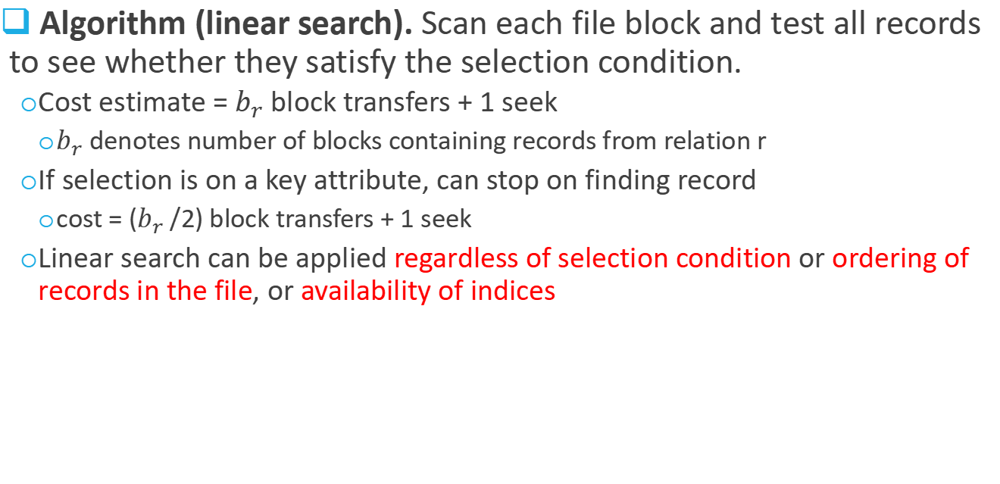 ❑ Algorithm (linear search). Scan each file block and test all records
to see whether they satisfy the selection condition.
○Cost estimate = bᵣ block transfers + 1 seek
○bᵣ denotes number of blocks containing records from relation r
○If selection is on a key attribute, can stop on finding record
○cost = (bᵣ /2) block transfers + 1 seek
○Linear search can be applied regardless of selection condition or ordering of
records in the file, or availability of indices